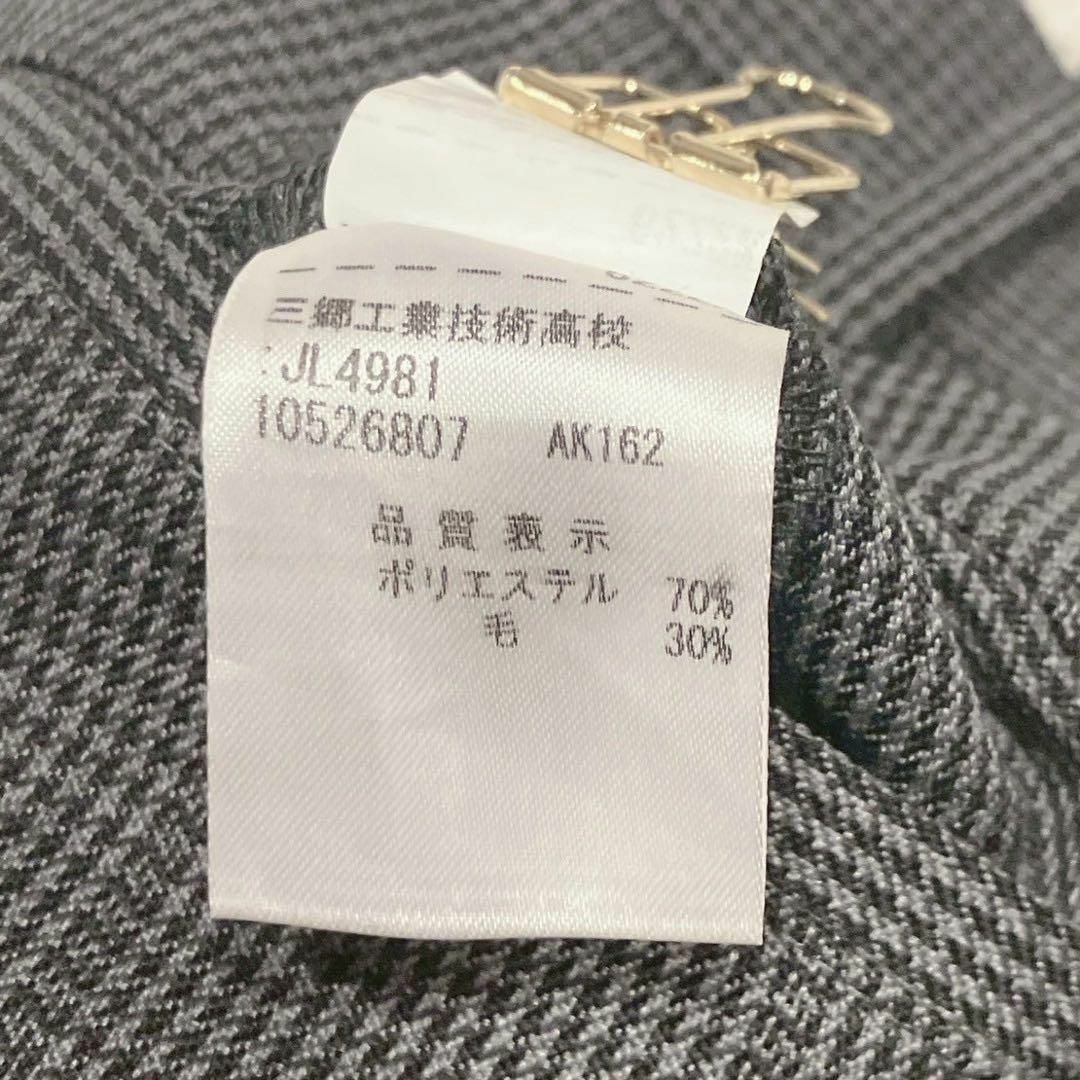 三郷工業技術高校
:JL4981
10526807 AK162
品質表示
ポリエステル 70%
毛 30%